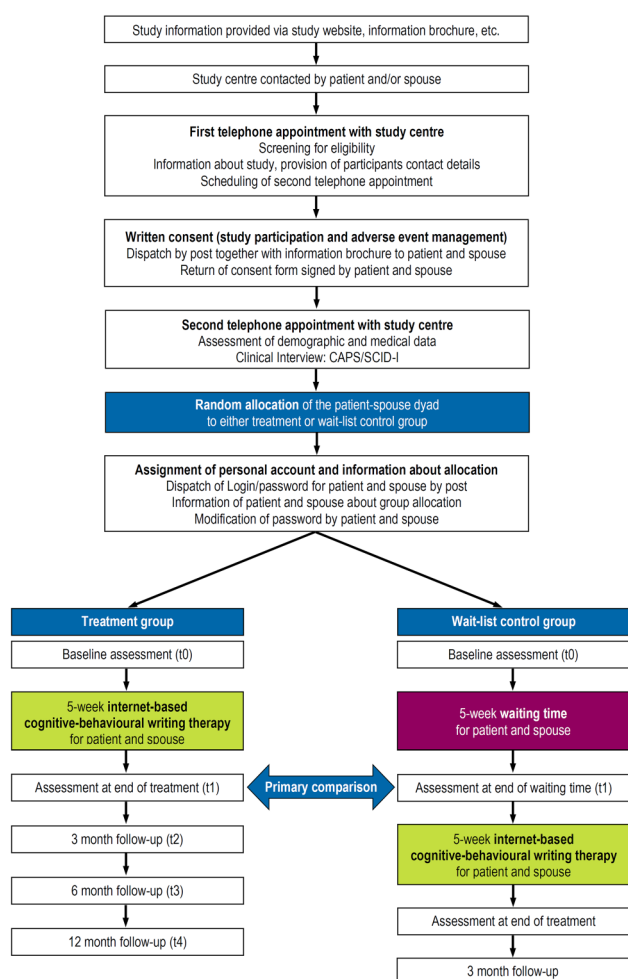 Study information provided via study website, information brochure, etc.
Study centre contacted by patient and/or spouse
First telephone appointment with study centre
Screening for eligibility
Information about study, provision of participants contact details
Scheduling of second telephone appointment
Written consent (study participation and adverse event management)
Dispatch by post together with information brochure to patient and spouse
Return of consent form signed by patient and spouse
Second telephone appointment with study centre
Assessment of demographic and medical data
Clinical Interview: CAPS/SCID-I
Random allocation of the patient-spouse dyad
to either treatment or wait-list control group
Assignment of personal account and information about allocation
Dispatch of Login/password for patient and spouse by post
Information of patient and spouse about group allocation
Modification of password by patient and spouse
Treatment group
Baseline assessment (t0)
5-week internet-based
cognitive-behavioural writing therapy
for patient and spouse
Assessment at end of treatment (t1)
3 month follow-up (t2)
6 month follow-up (t3)
12 month follow-up (t4)
Primary comparison
Wait-list control group
Baseline assessment (t0)
5-week waiting time
for patient and spouse
Assessment at end of waiting time (t1)
5-week internet-based
cognitive-behavioural writing therapy
for patient and spouse
Assessment at end of treatment
3 month follow-up